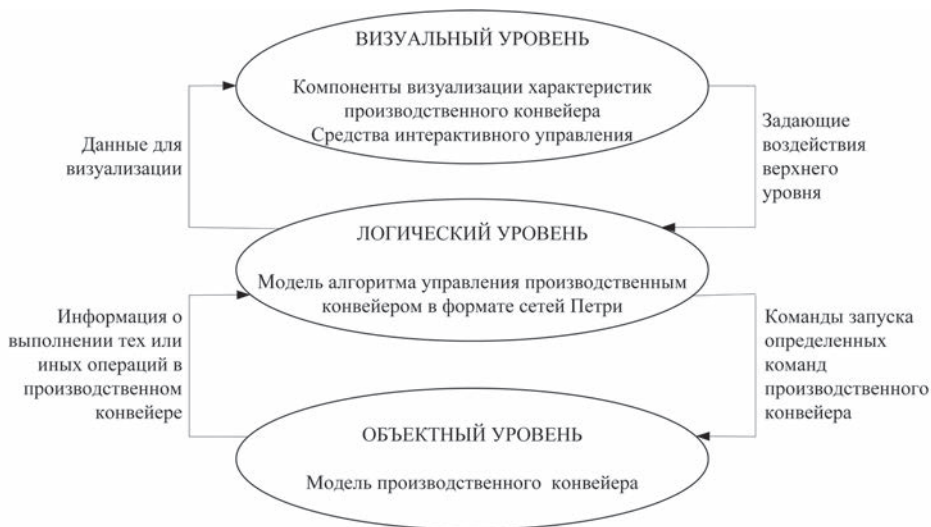 ВИЗУАЛЬНЫЙ УРОВЕНЬ
Компоненты визуализации характеристик
производственного конвейера
Средства интерактивного управления
Данные для
визуализации
Задающие
воздействия
верхнего
уровня
ЛОГИЧЕСКИЙ УРОВЕНЬ
Модель алгоритма управления производственным
конвейером в формате сетей Петри
Информация о
выполнении тех или
иных операций в
производственном
конвейере
Команды запуска
определенных
команд
производственного
конвейера
ОБЪЕКТНЫЙ УРОВЕНЬ
Модель производственного конвейера